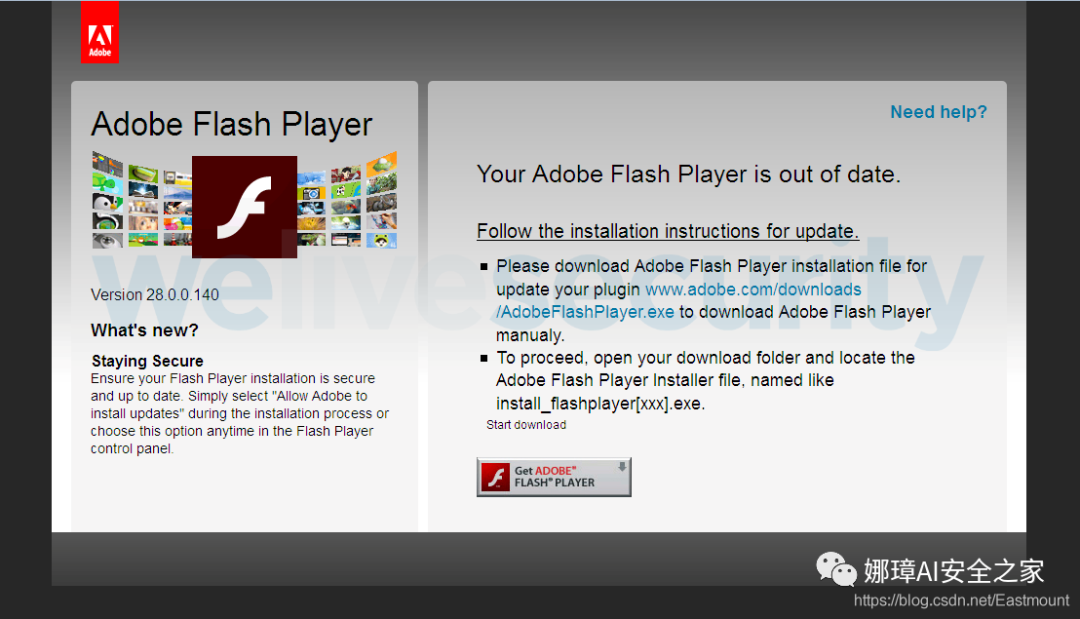 Adobe
Adobe Flash Player
Version 28.0.0.140
What's new?
Staying Secure
Ensure your Flash Player installation is secure
and up to date. Simply select "Allow Adobe to
install updates" during the installation process or
choose this option anytime in the Flash Player
control panel.
Need help?
Your Adobe Flash Player is out of date.
Follow the installation instructions for update.
Please download Adobe Flash Player installation file for
update your plugin www.adobe.com/downloads
/AdobeFlashPlayer.exe to download Adobe Flash Player
manualy.
To proceed, open your download folder and locate the
Adobe Flash Player Installer file, named like
install_flashplayer[xxx].exe.
Start download
Get ADOBE®
FLASH® PLAYER
welivesecurity
娜璋AI安全之家
https://blog.csdn.net/Eastmount